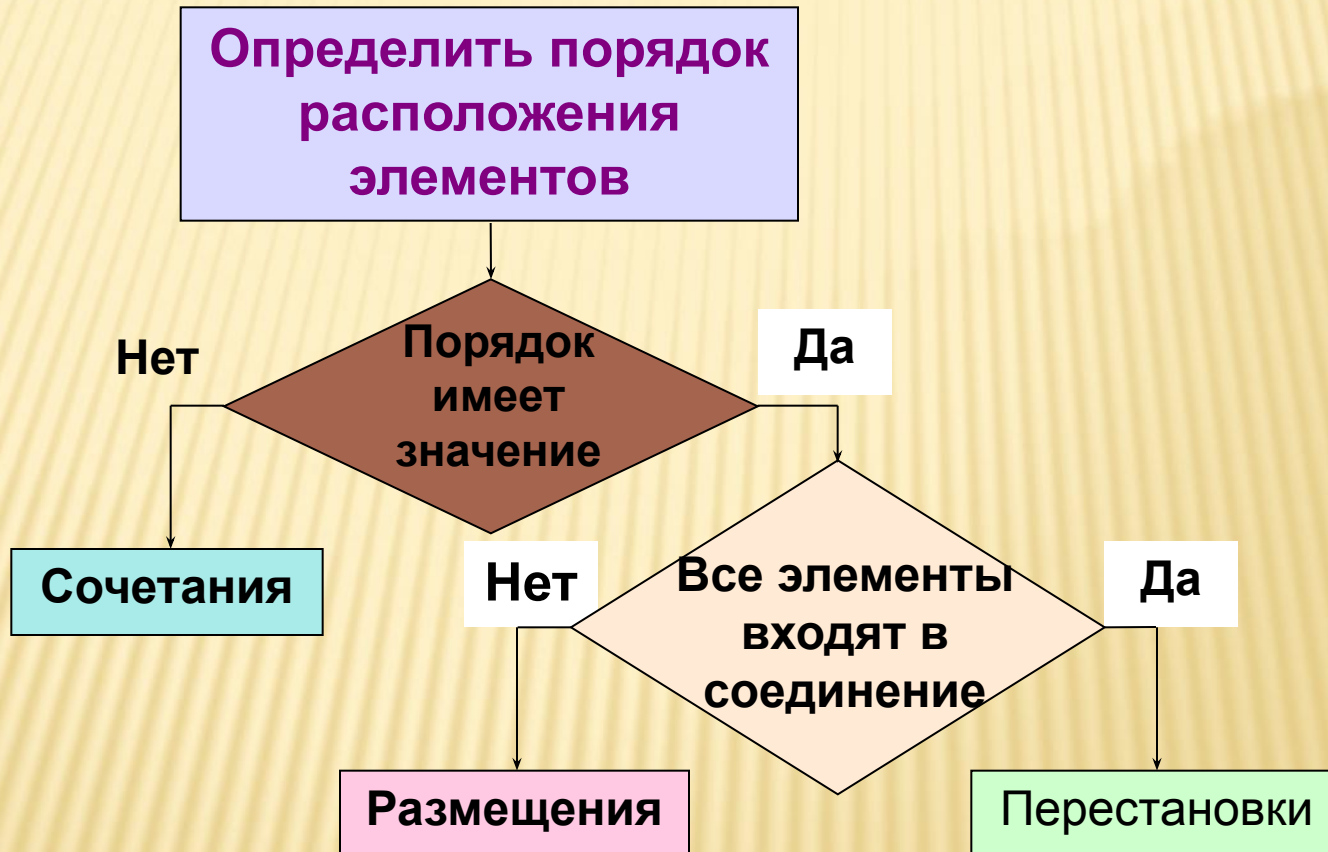 Определить порядок
расположения
элементов
Нет
Порядок
имеет
значение
Да
Сочетания
Нет
Все элементы
входят в
соединение
Да
Размещения
Перестановки